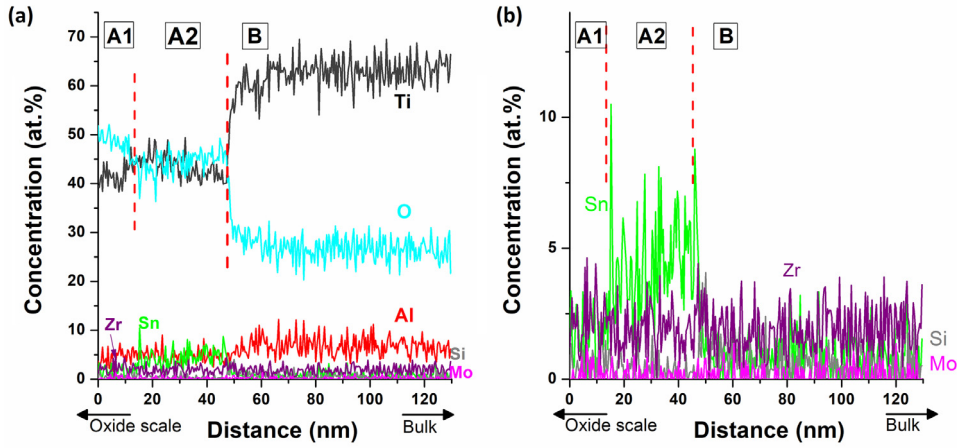 (a)
A1 A2 B
Concentration (at.%)
70
60
50
40
30
20
10
0
Ti
O
Al
Zr
Sn
Si
Mo
0 20 40 60 80 100 120
Oxide scale
Distance (nm)
Bulk
(b)
A1 A2 B
Concentration (at.%)
10
5
0
Sn
Zr
Si
Mo
0 20 40 60 80 100 120
Oxide scale
Distance (nm)
Bulk